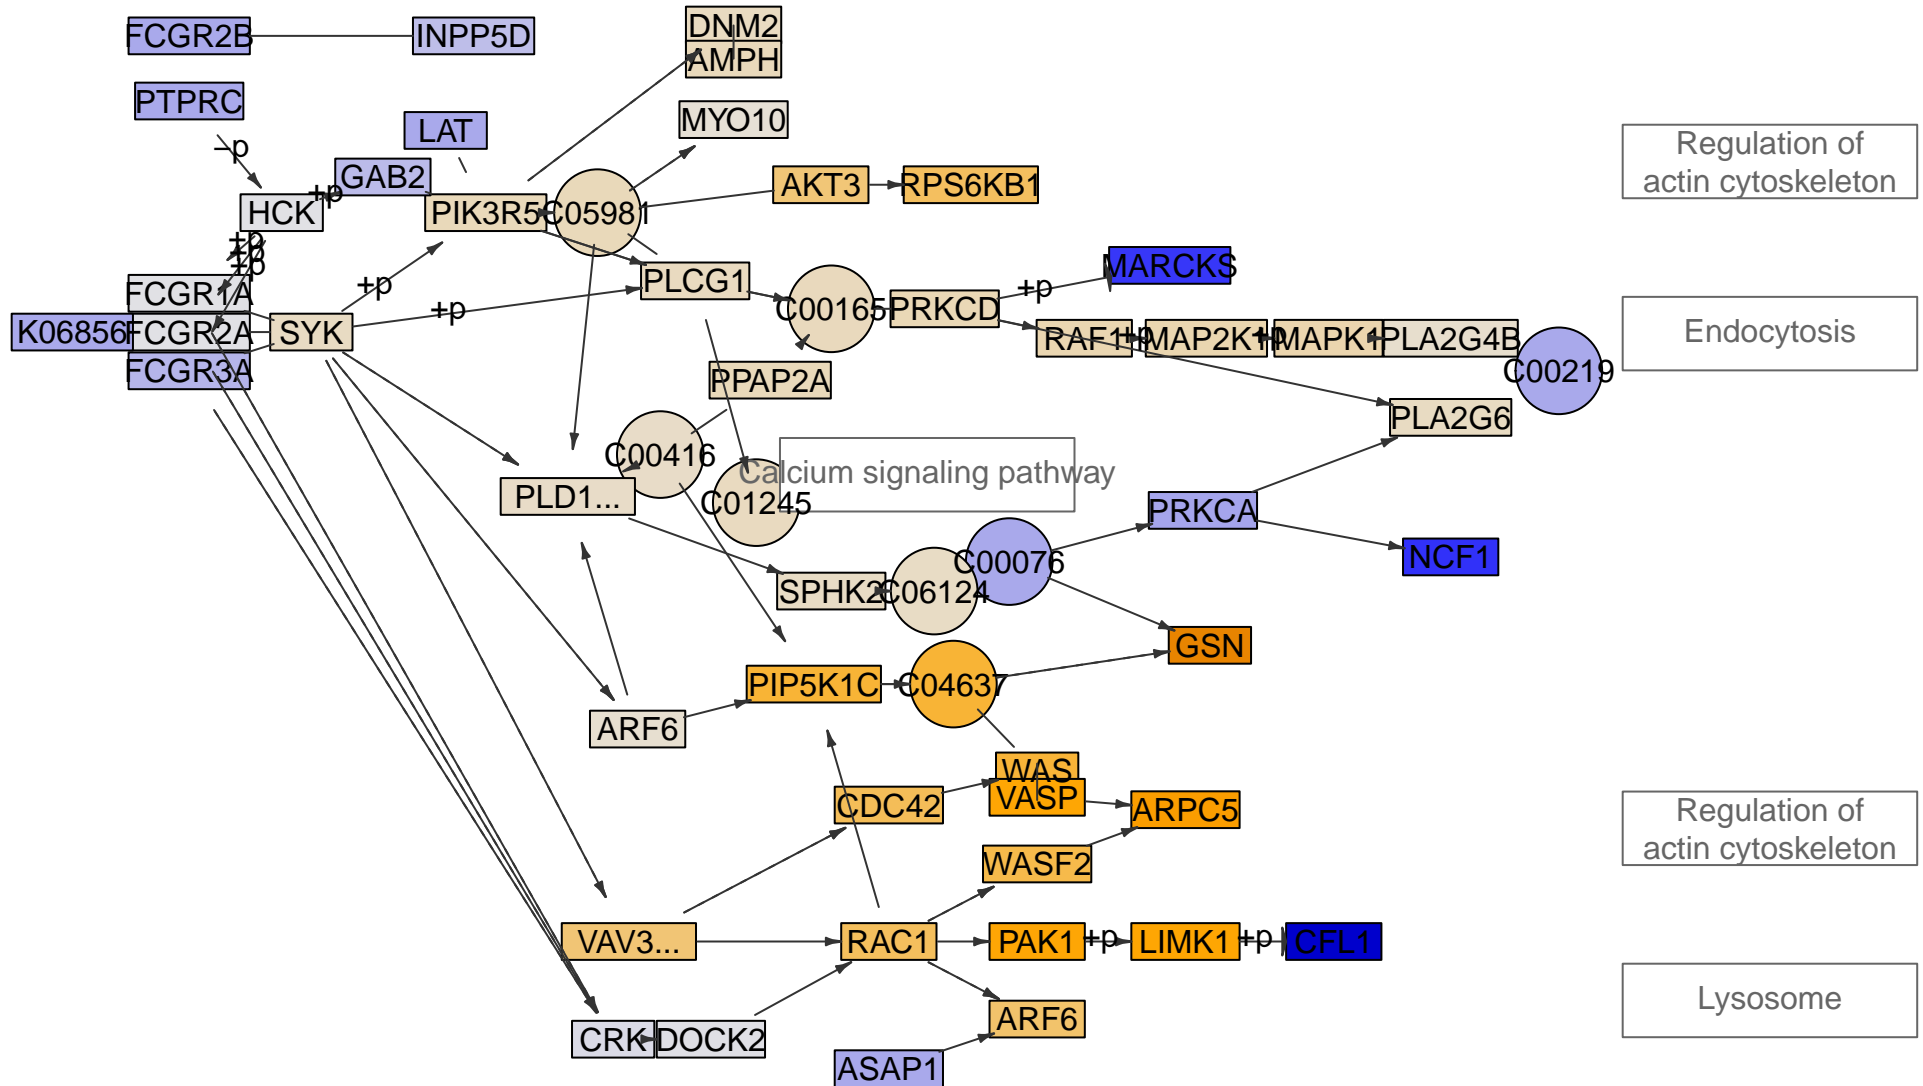 FCGR2B
INPP5D
DNM2
AMPH
PTPRC
LAT
MYO10
Regulation of
actin cytoskeleton
−p
GAB2
+p
AKT3
RPS6KB1
HCK
PIK3R5
C05981
+p
+p
+p
PLCG1
MARCKS
FCGR1A
+p
+p
+p
C00165
PRKCD
K06856
FCGR2A
SYK
RAF1
+p
MAP2K1
+p
MAPK1
PLA2G4B
Endocytosis
FCGR3A
PPAP2A
C00219
PLA2G6
C00416
Calcium signaling pathway
PLD1...
C01245
PRKCA
NCF1
C00076
SPHK2
C06124
GSN
PIP5K1C
C04637
ARF6
WAS
VASP
CDC42
ARPC5
Regulation of
actin cytoskeleton
WASF2
VAV3...
RAC1
PAK1
+p
LIMK1
+p
CFL1
Lysosome
ARF6
CRK
DOCK2
ASAP1